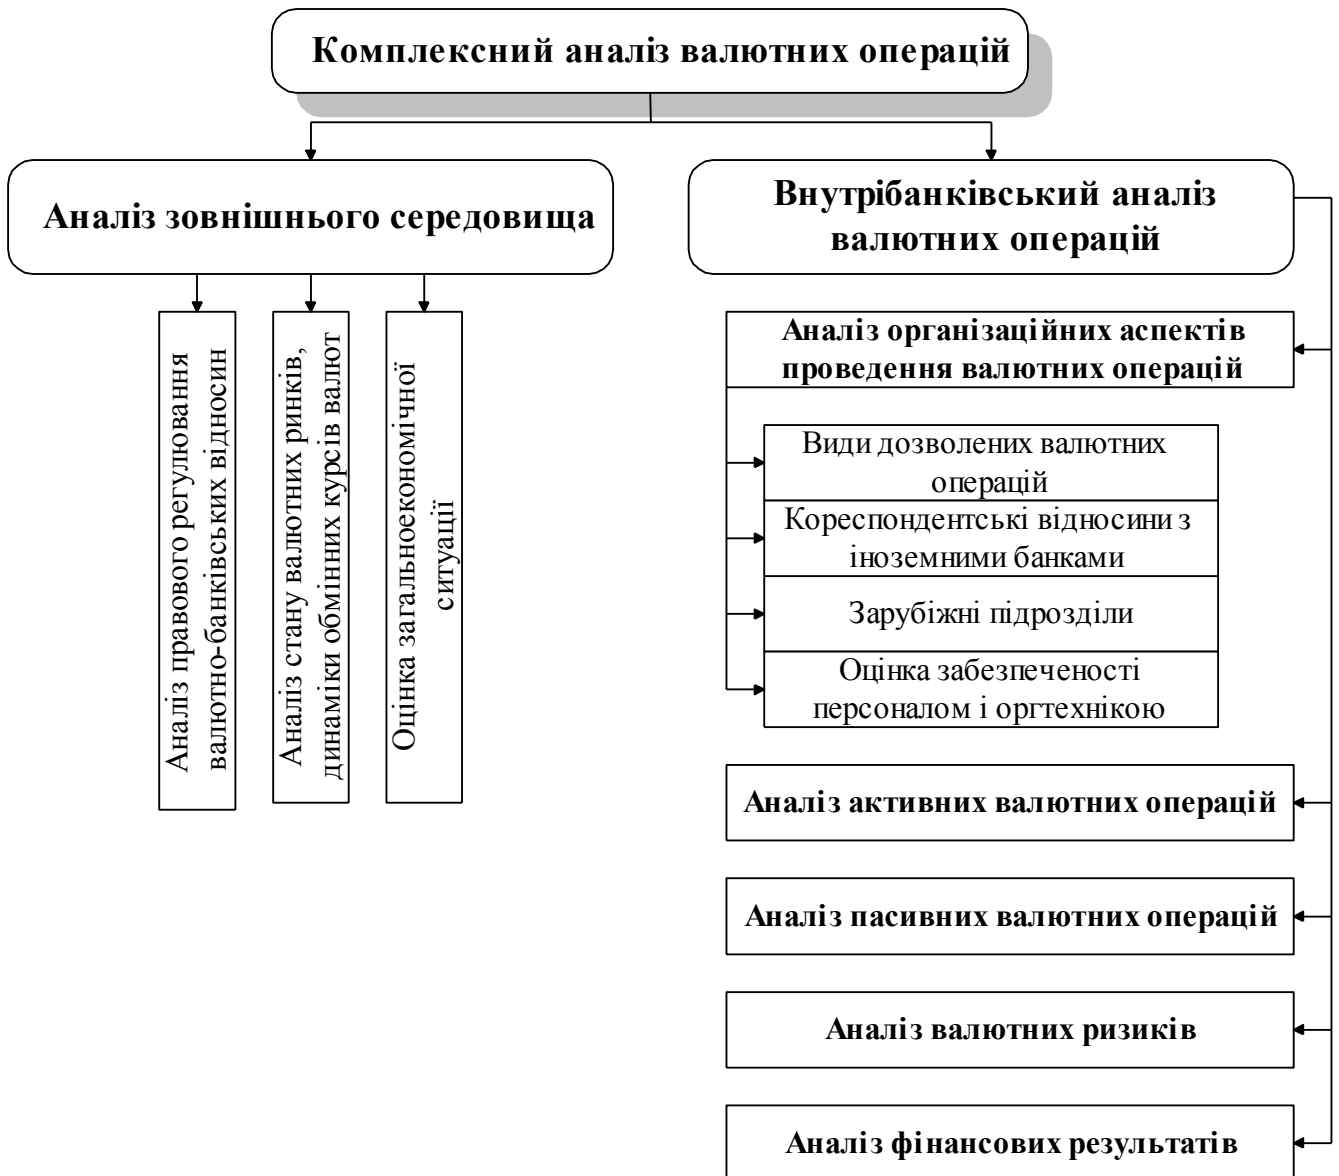 Комплексний аналіз валютних операцій
Аналіз зовнішнього середовища
Аналіз правового регулювання
валютно-банківських відносин
Аналіз стану валютних ринків,
динаміки обмінних курсів валют
Оцінка загальноекономічної
ситуації
Внутрібанківський аналіз
валютних операцій
Аналіз організаційних аспектів
проведення валютних операцій
Види дозволених валютних
операцій
Кореспондентські відносини з
іноземними банками
Зарубіжні підрозділи
Оцінка забезпеченості
персоналом і оргтехнікою
Аналіз активних валютних операцій
Аналіз пасивних валютних операцій
Аналіз валютних ризиків
Аналіз фінансових результатів